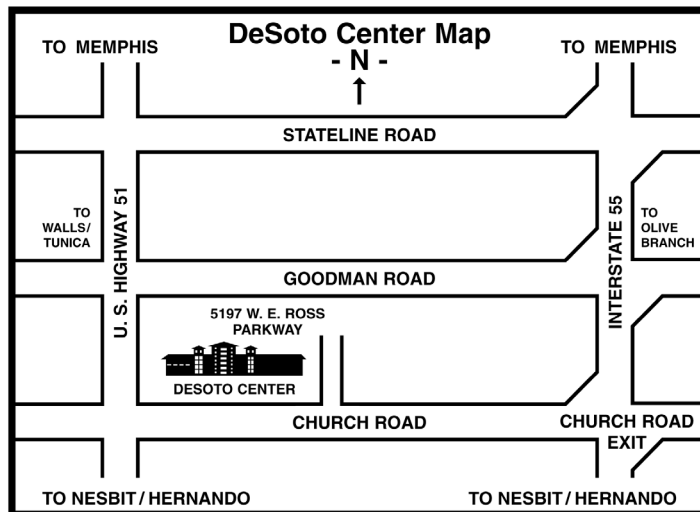 DeSoto Center Map
- N -
TO MEMPHIS
TO MEMPHIS
STATELINE ROAD
U. S. HIGHWAY 51
INTERSTATE 55
TO
WALLS/
TUNICA
TO
OLIVE
BRANCH
GOODMAN ROAD
5197 W. E. ROSS
PARKWAY
DESOTO CENTER
CHURCH ROAD
CHURCH ROAD
EXIT
TO NESBIT / HERNANDO
TO NESBIT / HERNANDO